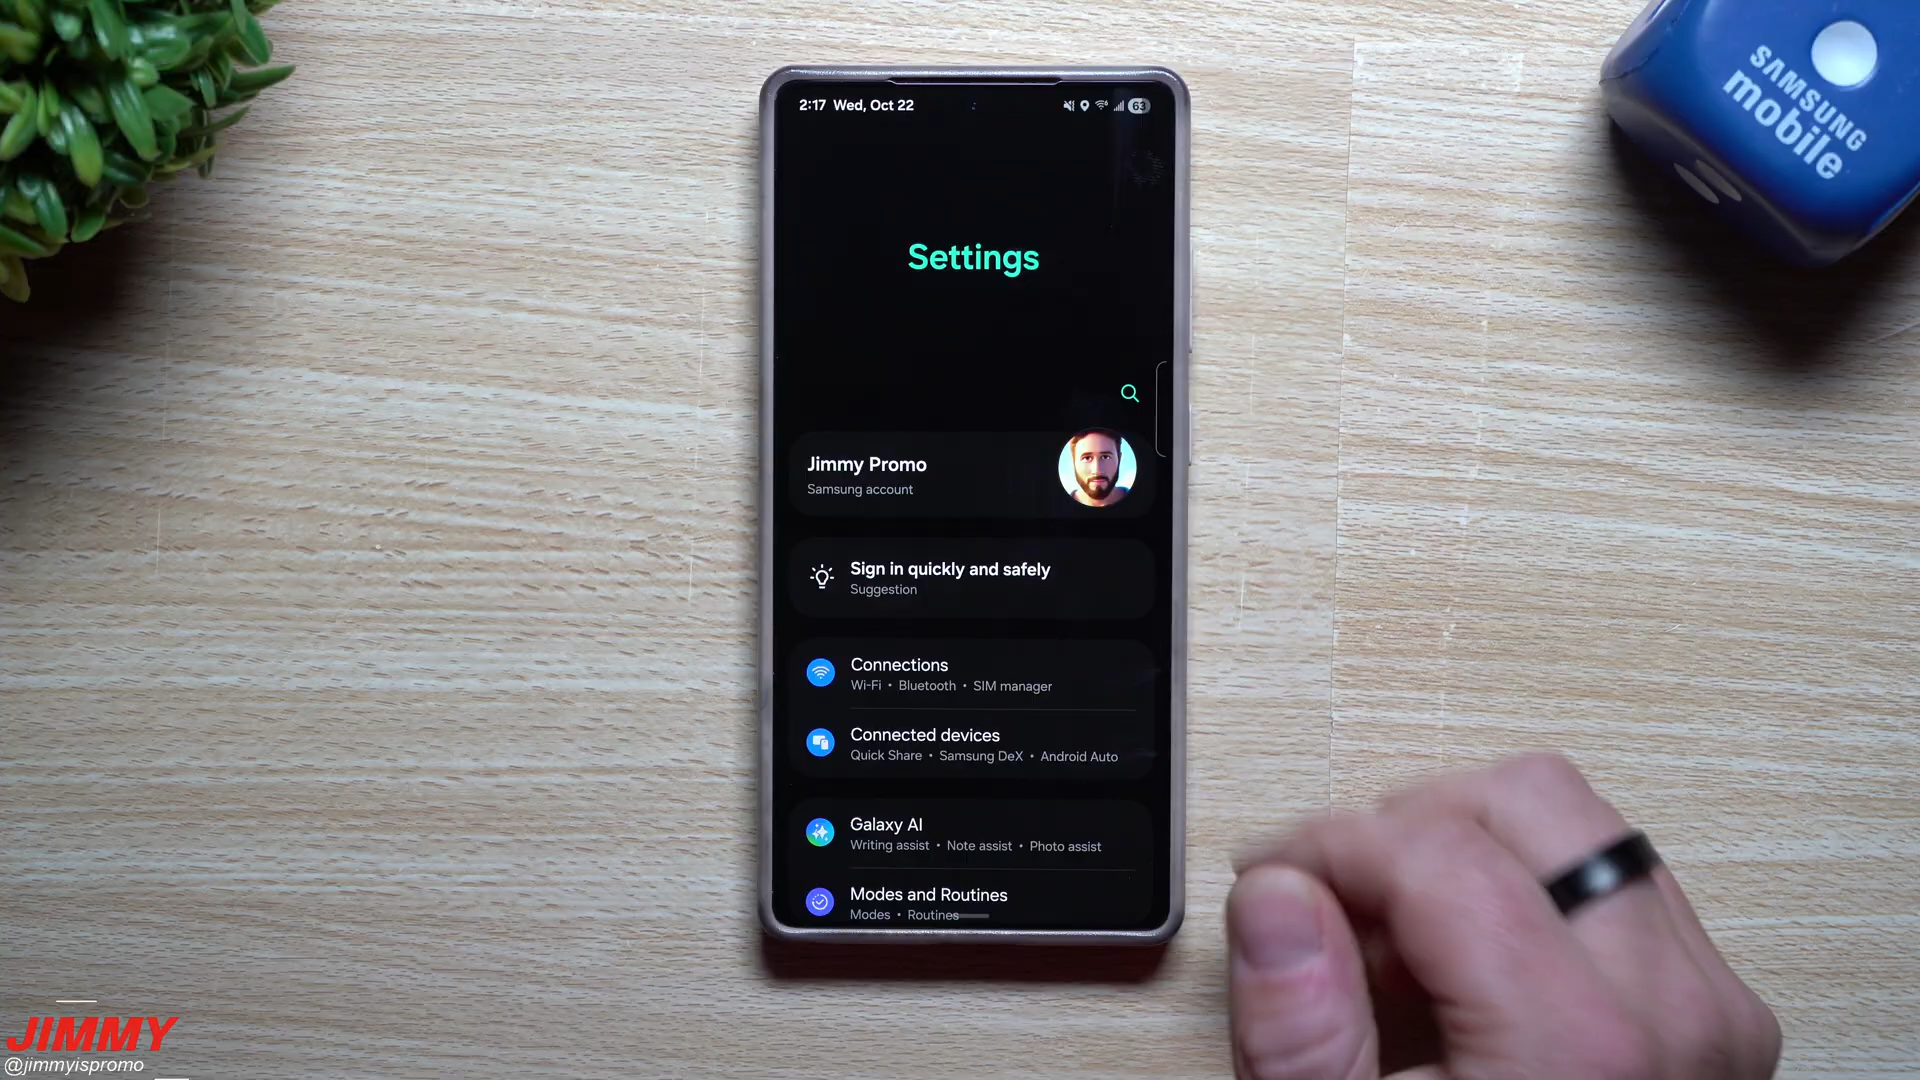 SAMSUNG
mobile
2:17 Wed, Oct 22
63
Settings
Jimmy Promo
Samsung account
Sign in quickly and safely
Suggestion
Connections
Wi-Fi • Bluetooth • SIM manager
Connected devices
Quick Share • Samsung DeX • Android Auto
Galaxy AI
Writing assist • Note assist • Photo assist
Modes and Routines
Modes • Routines
JIMMY
@jimmyispromo